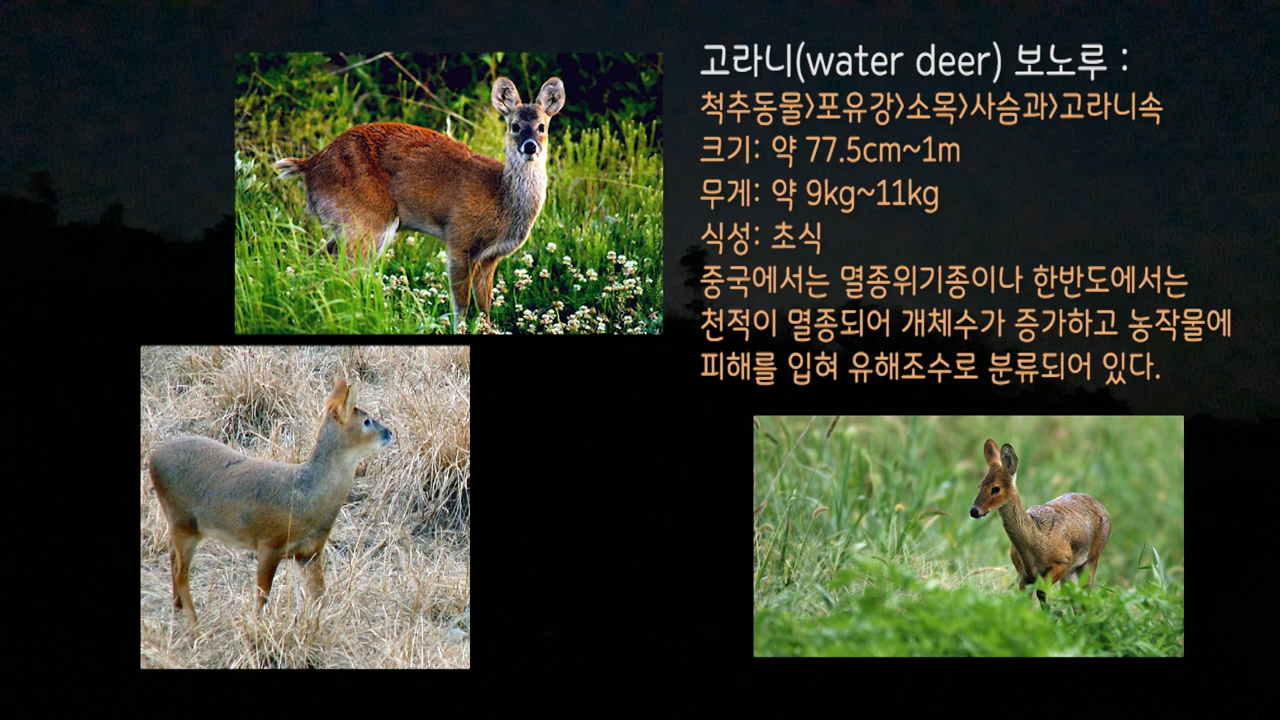 고라니(water deer) 보노루 :
척추동물>포유강>소목>사슴과>고라니속
크기: 약 77.5cm~1m
무게: 약 9kg~11kg
식성: 초식
중국에서는 멸종위기종이나 한반도에서는
천적이 멸종되어 개체수가 증가하고 농작물에
피해를 입혀 유해조수로 분류되어 있다.